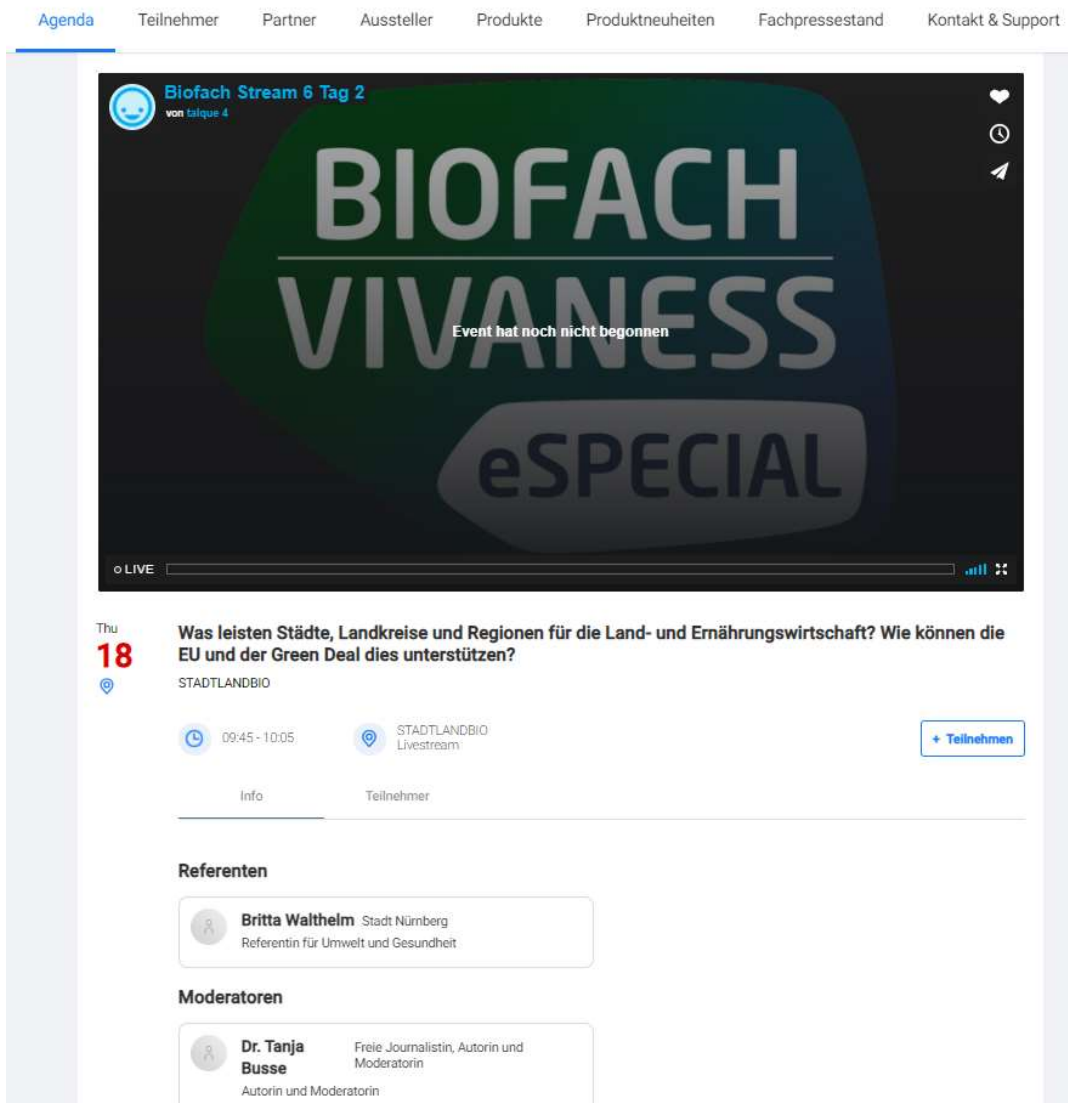 Agenda Teilnehmer Partner Aussteller Produkte Produktneuheiten Fachpressestand Kontakt & Support
Biofach Stream 6 Tag 2
von talque 4
BIOFACH
VIVANESS
Event hat noch nicht begonnen
eSPECIAL
LIVE
Thu
18
Was leisten Städte, Landkreise und Regionen für die Land- und Ernährungswirtschaft? Wie können die
EU und der Green Deal dies unterstützen?
STADTLANDBIO
09:45 - 10:05
STADTLANDBIO
Livestream
+ Teilnehmen
Info Teilnehmer
Referenten
Britta Walthelm Stadt Nürnberg
Referentin für Umwelt und Gesundheit
Moderatoren
Dr. Tanja
Busse
Freie Journalistin, Autorin und
Moderatorin
Autorin und Moderatorin